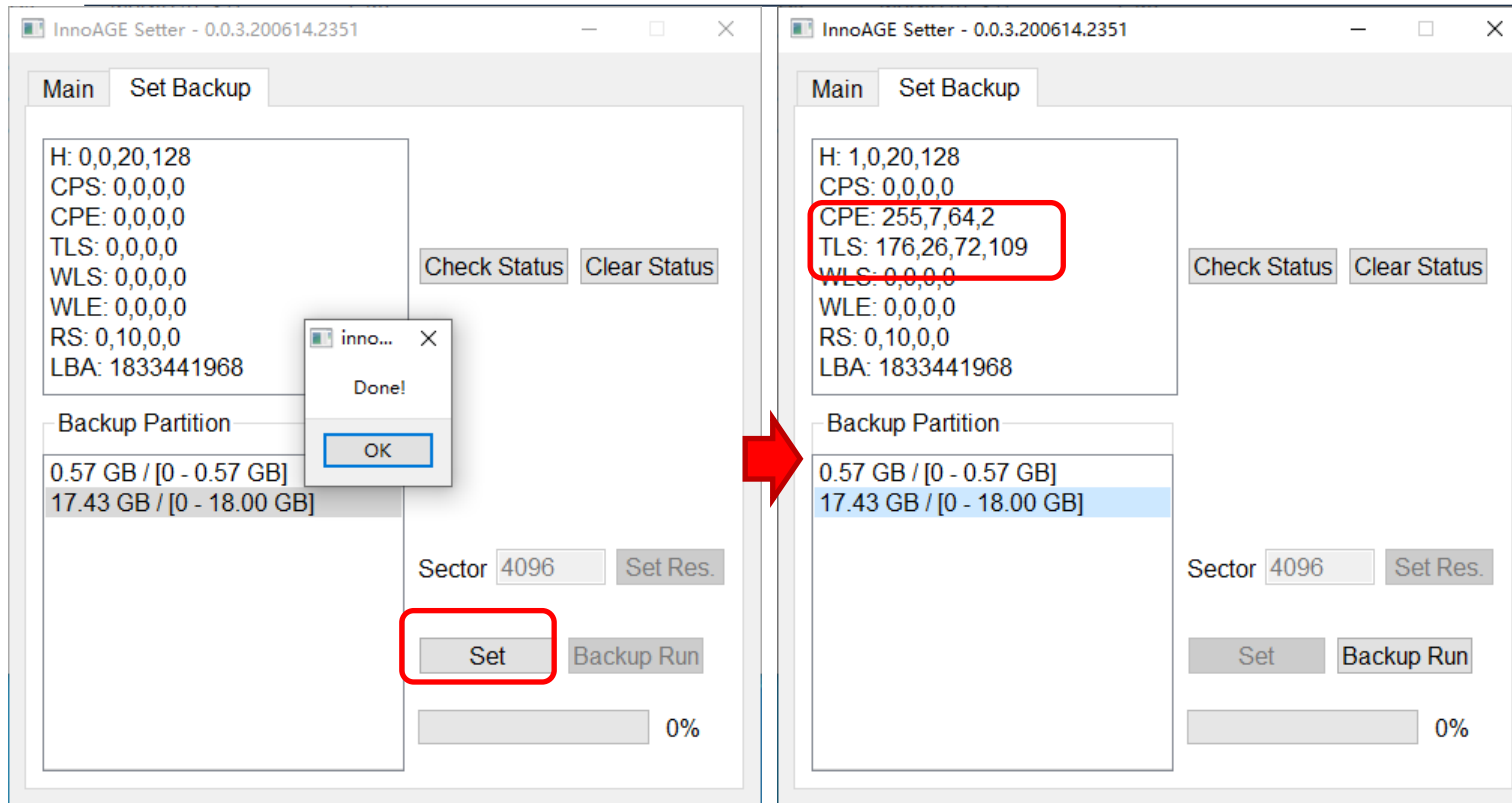 InnoAGE Setter - 0.0.3.200614.2351
Main Set Backup
H: 0,0,20,128
CPS: 0,0,0,0
CPE: 0,0,0,0
TLS: 0,0,0,0
WLS: 0,0,0,0
WLE: 0,0,0,0
RS: 0,10,0,0
LBA: 1833441968
Check Status Clear Status
inno...
Done!
OK
Backup Partition
0.57 GB / [0 - 0.57 GB]
17.43 GB / [0 - 18.00 GB]
Sector 4096 Set Res.
Set Backup Run
0%
InnoAGE Setter - 0.0.3.200614.2351
Main Set Backup
H: 1,0,20,128
CPS: 0,0,0,0
CPE: 255,7,64,2
TLS: 176,26,72,109
WLS: 0,0,0,0
WLE: 0,0,0,0
RS: 0,10,0,0
LBA: 1833441968
Check Status Clear Status
Backup Partition
0.57 GB / [0 - 0.57 GB]
17.43 GB / [0 - 18.00 GB]
Sector 4096 Set Res.
Set Backup Run
0%